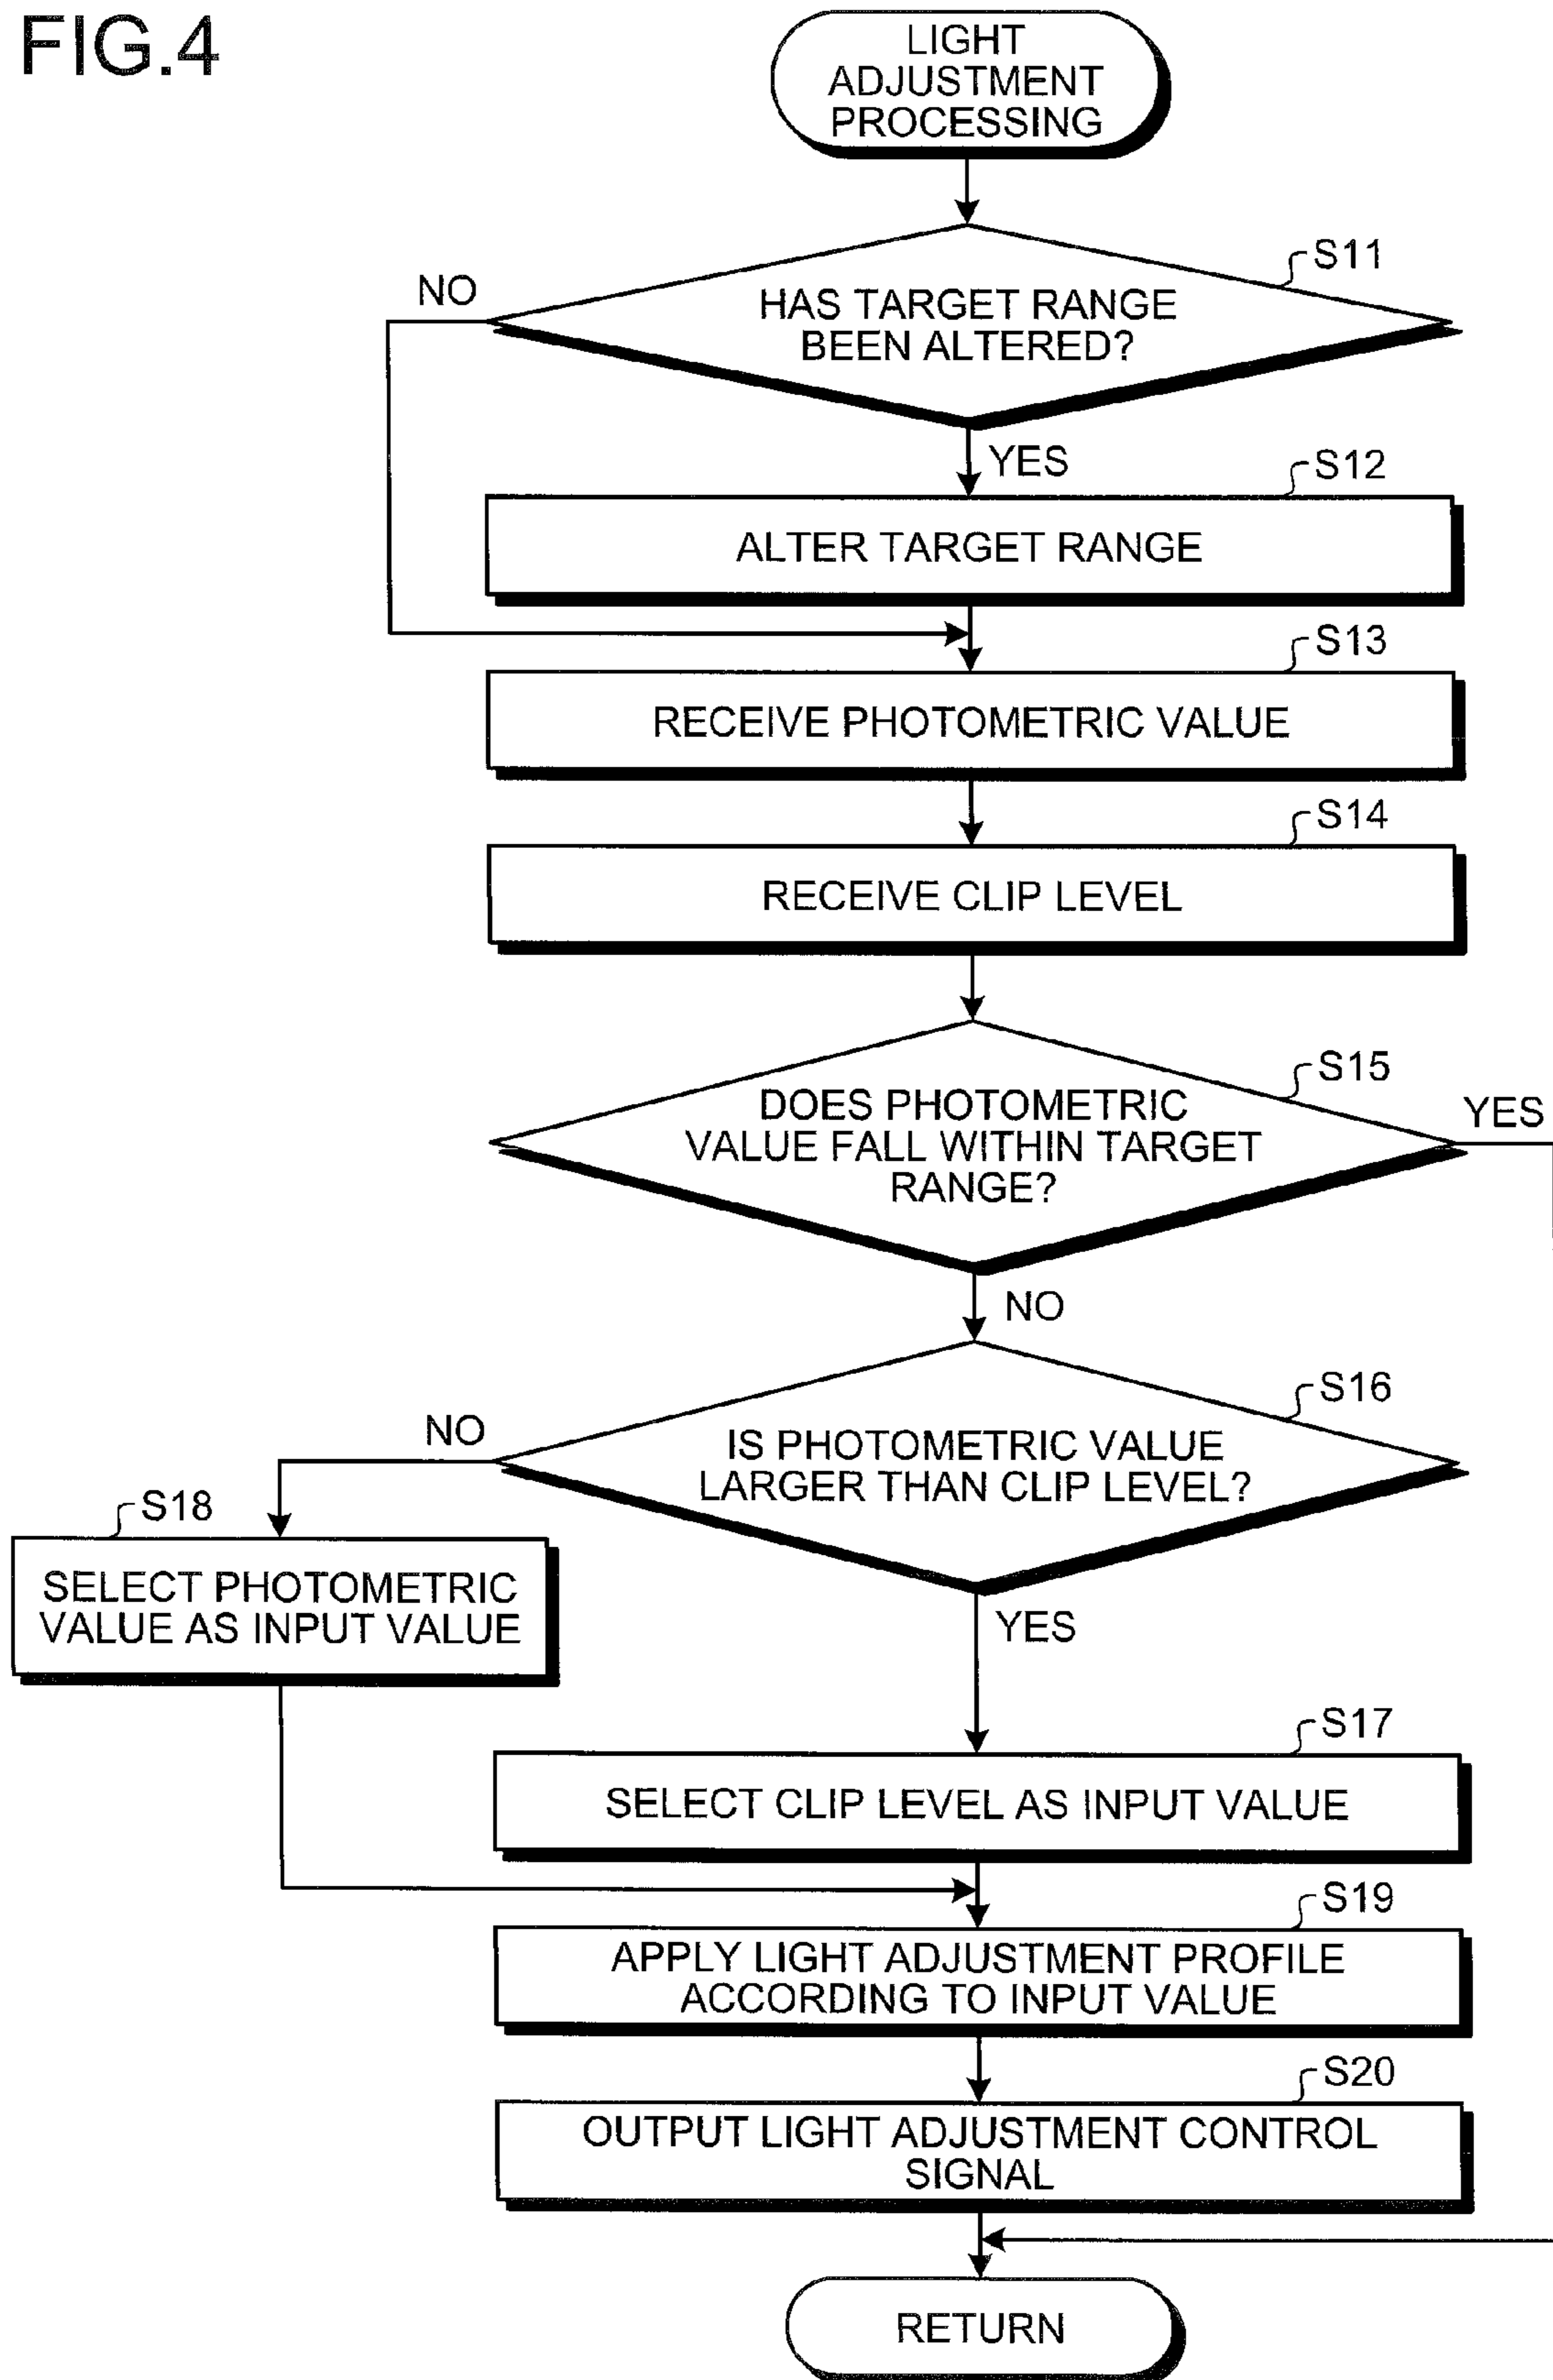 FIG.4
LIGHT
ADJUSTMENT
PROCESSING
S11
NO
HAS TARGET RANGE
BEEN ALTERED?
YES
S12
ALTER TARGET RANGE
S13
RECEIVE PHOTOMETRIC VALUE
S14
RECEIVE CLIP LEVEL
S15
YES
DOES PHOTOMETRIC
VALUE FALL WITHIN TARGET
RANGE?
NO
S16
NO
IS PHOTOMETRIC VALUE
LARGER THAN CLIP LEVEL?
S18
SELECT PHOTOMETRIC
VALUE AS INPUT VALUE
YES
S17
SELECT CLIP LEVEL AS INPUT VALUE
S19
APPLY LIGHT ADJUSTMENT PROFILE
ACCORDING TO INPUT VALUE
S20
OUTPUT LIGHT ADJUSTMENT CONTROL
SIGNAL
RETURN